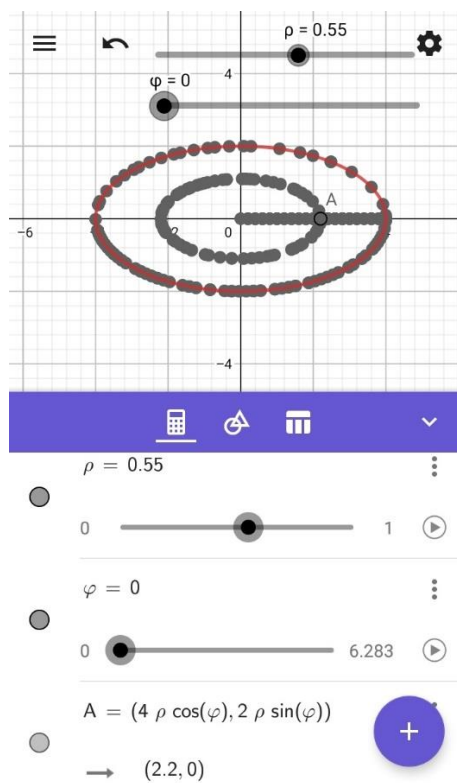 ρ = 0.55
φ = 0
4
A
-6
-2
0
-4
ρ = 0.55
0
1
φ = 0
0
6.283
A = (4 ρ cos(φ), 2 ρ sin(φ))
→ (2.2, 0)
+